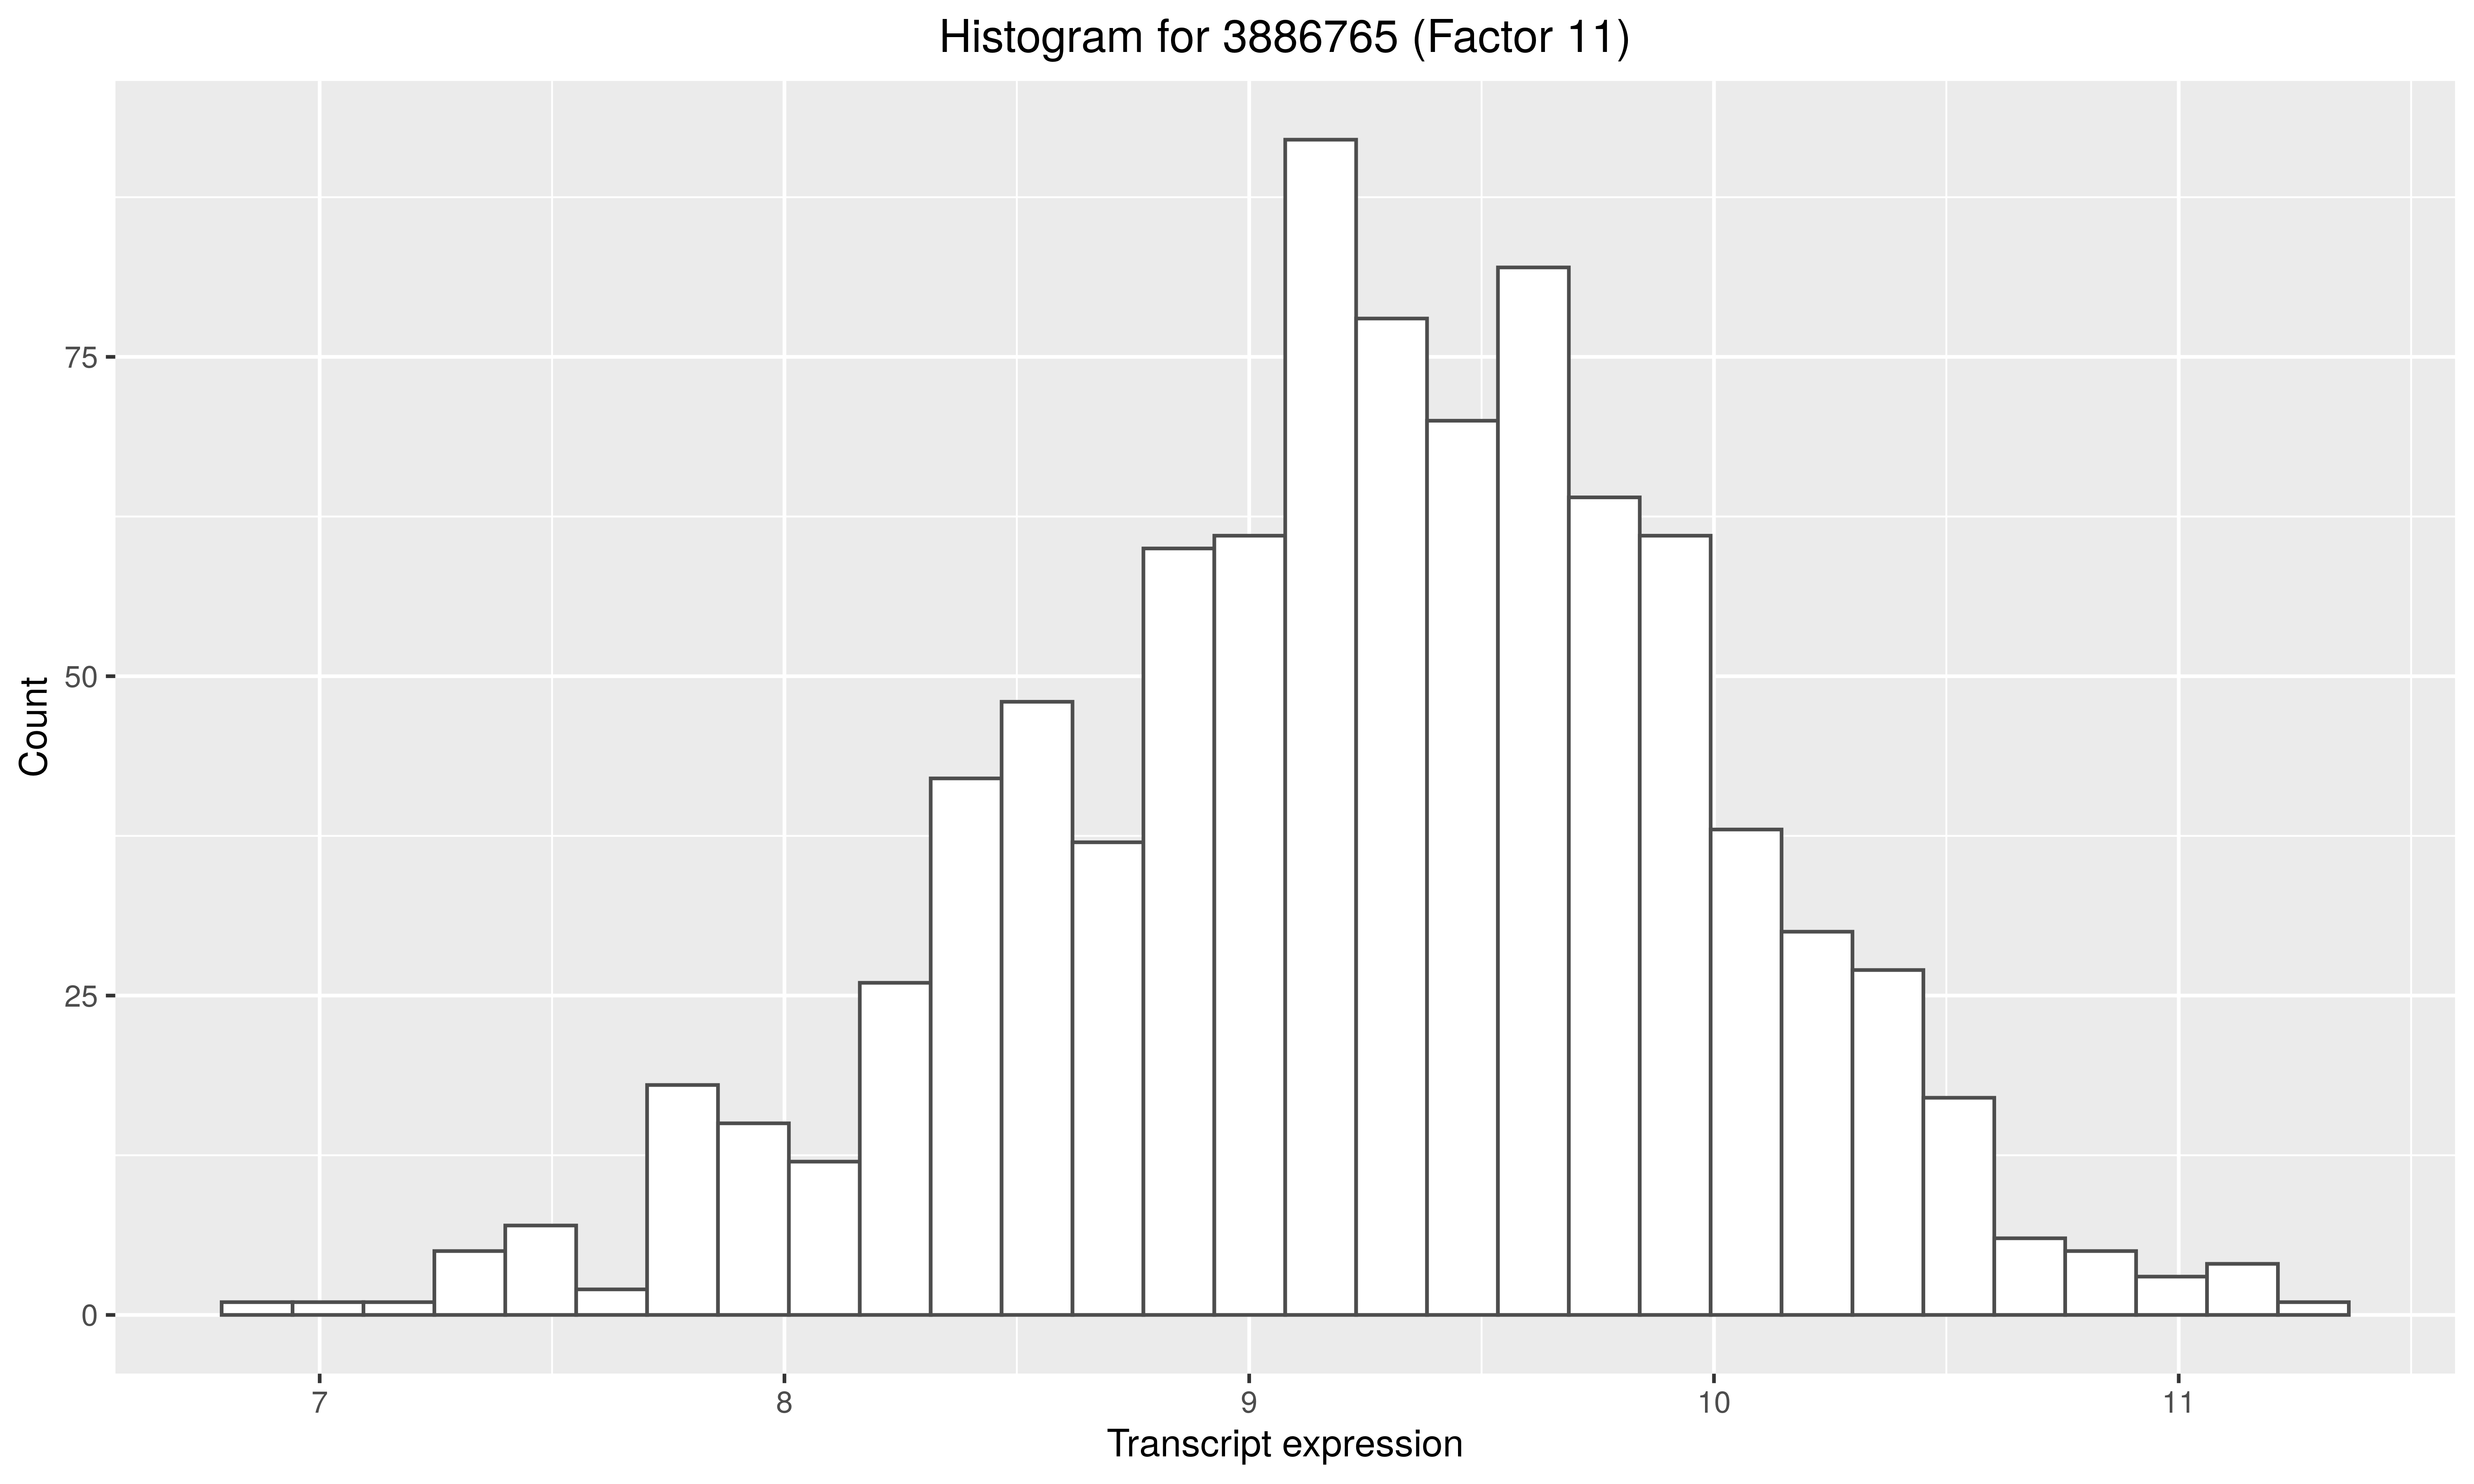 Histogram for 3886765 (Factor 11)
Count
75
50
25
0
7 8 9 10 11
Transcript expression